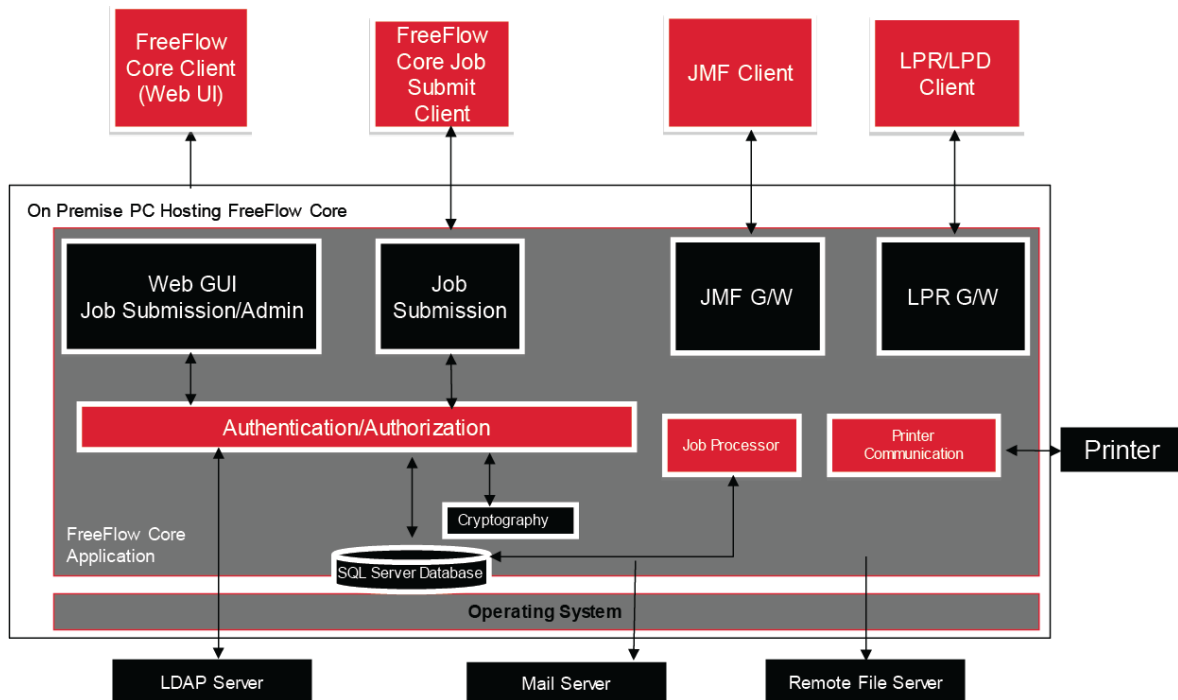 FreeFlow
Core Client
(Web UI)
FreeFlow
Core Job
Submit
Client
JMF Client
LPR/LPD
Client
On Premise PC Hosting FreeFlow Core
Web GUI
Job Submission/Admin
Job
Submission
JMF G/W
LPR G/W
Authentication/Authorization
Job Processor
Printer
Communication
Printer
Cryptography
FreeFlow Core
Application
SQL Server Database
Operating System
LDAP Server
Mail Server
Remote File Server